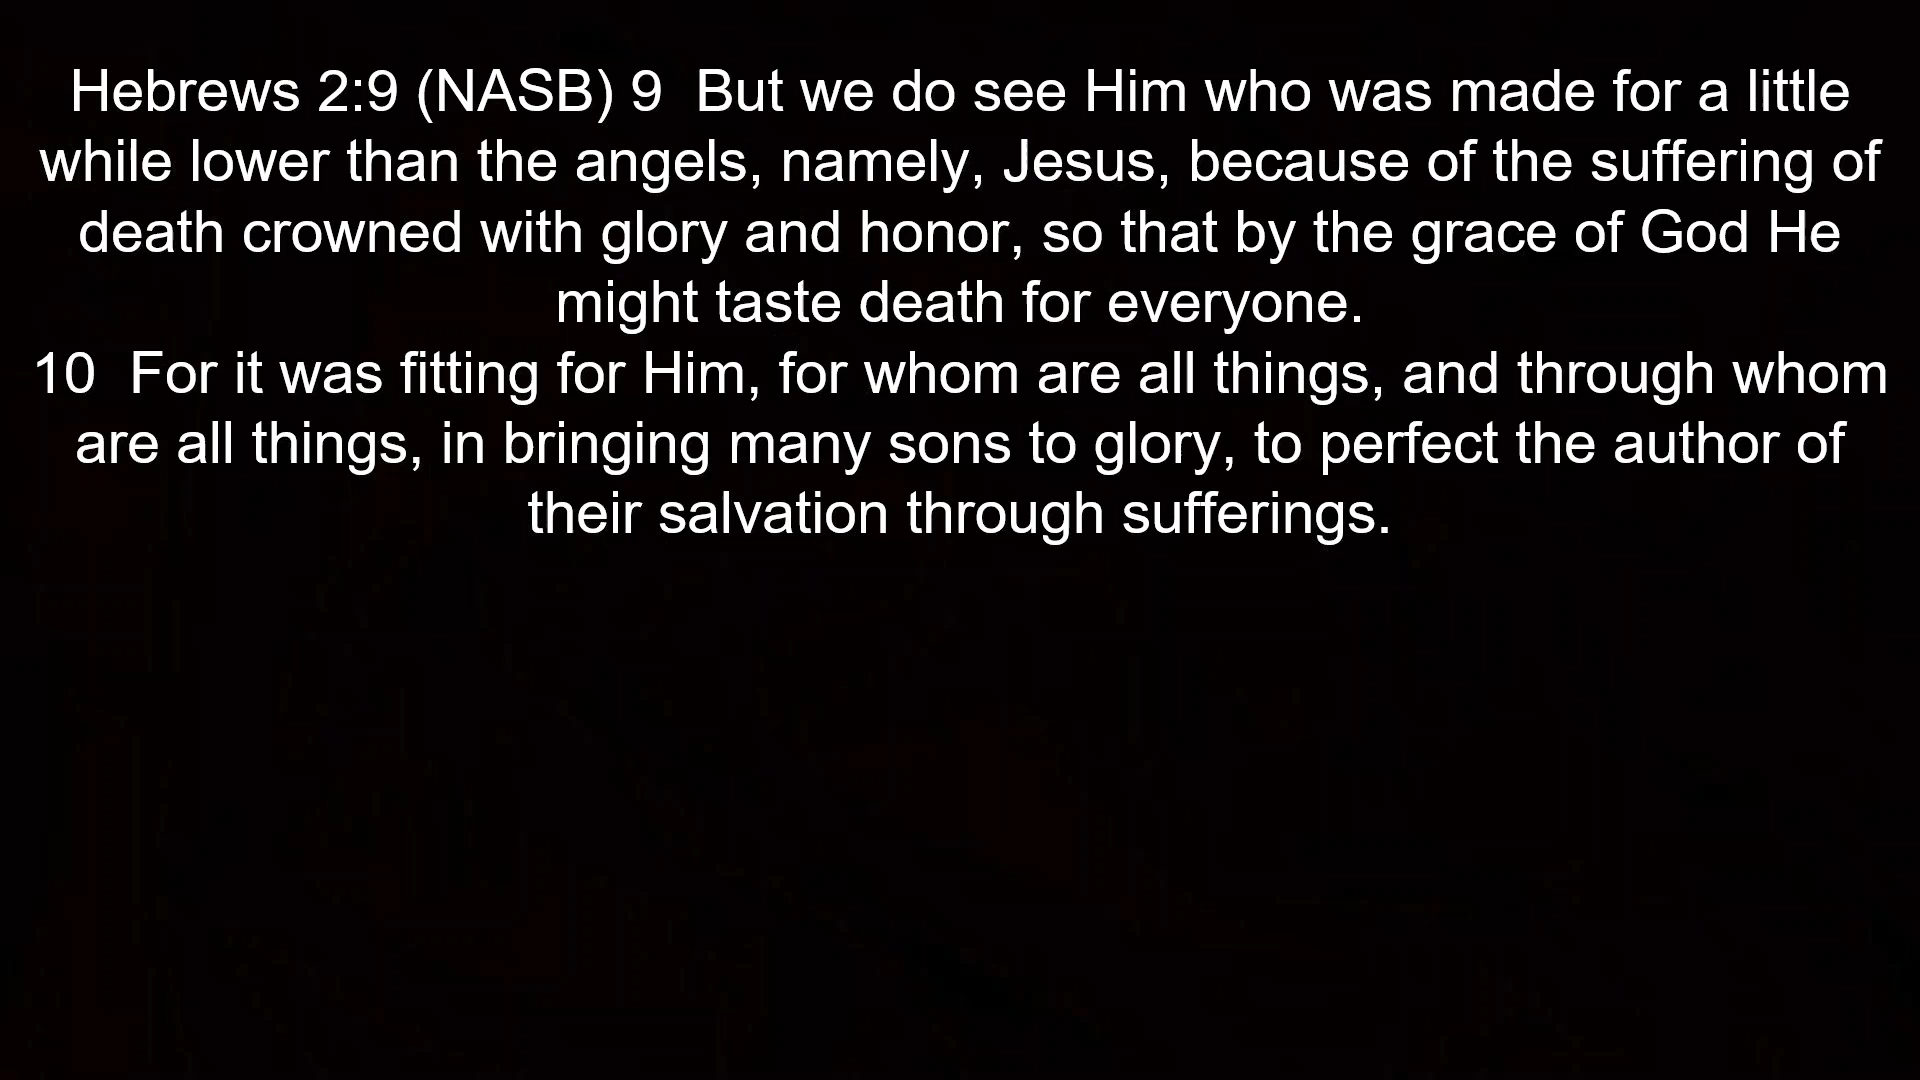 Hebrews 2:9 (NASB) 9  But we do see Him who was made for a little
while lower than the angels, namely, Jesus, because of the suffering of
death crowned with glory and honor, so that by the grace of God He
might taste death for everyone.
10  For it was fitting for Him, for whom are all things, and through whom
are all things, in bringing many sons to glory, to perfect the author of
their salvation through sufferings.